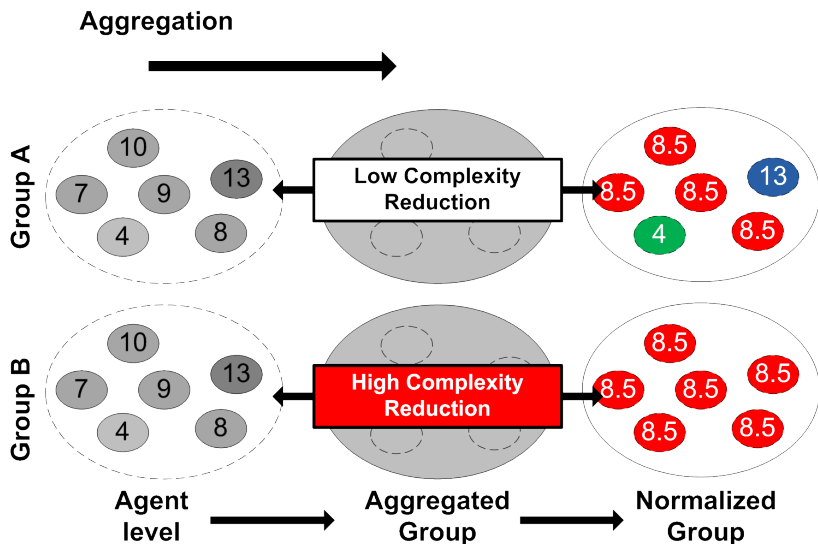 Aggregation
Group A
10
13
7
9
4
8
Low Complexity
Reduction
8.5
13
8.5
8.5
4
8.5
Group B
10
13
7
9
4
8
High Complexity
Reduction
8.5
8.5
8.5
8.5
8.5
8.5
Agent
level
Aggregated
Group
Normalized
Group